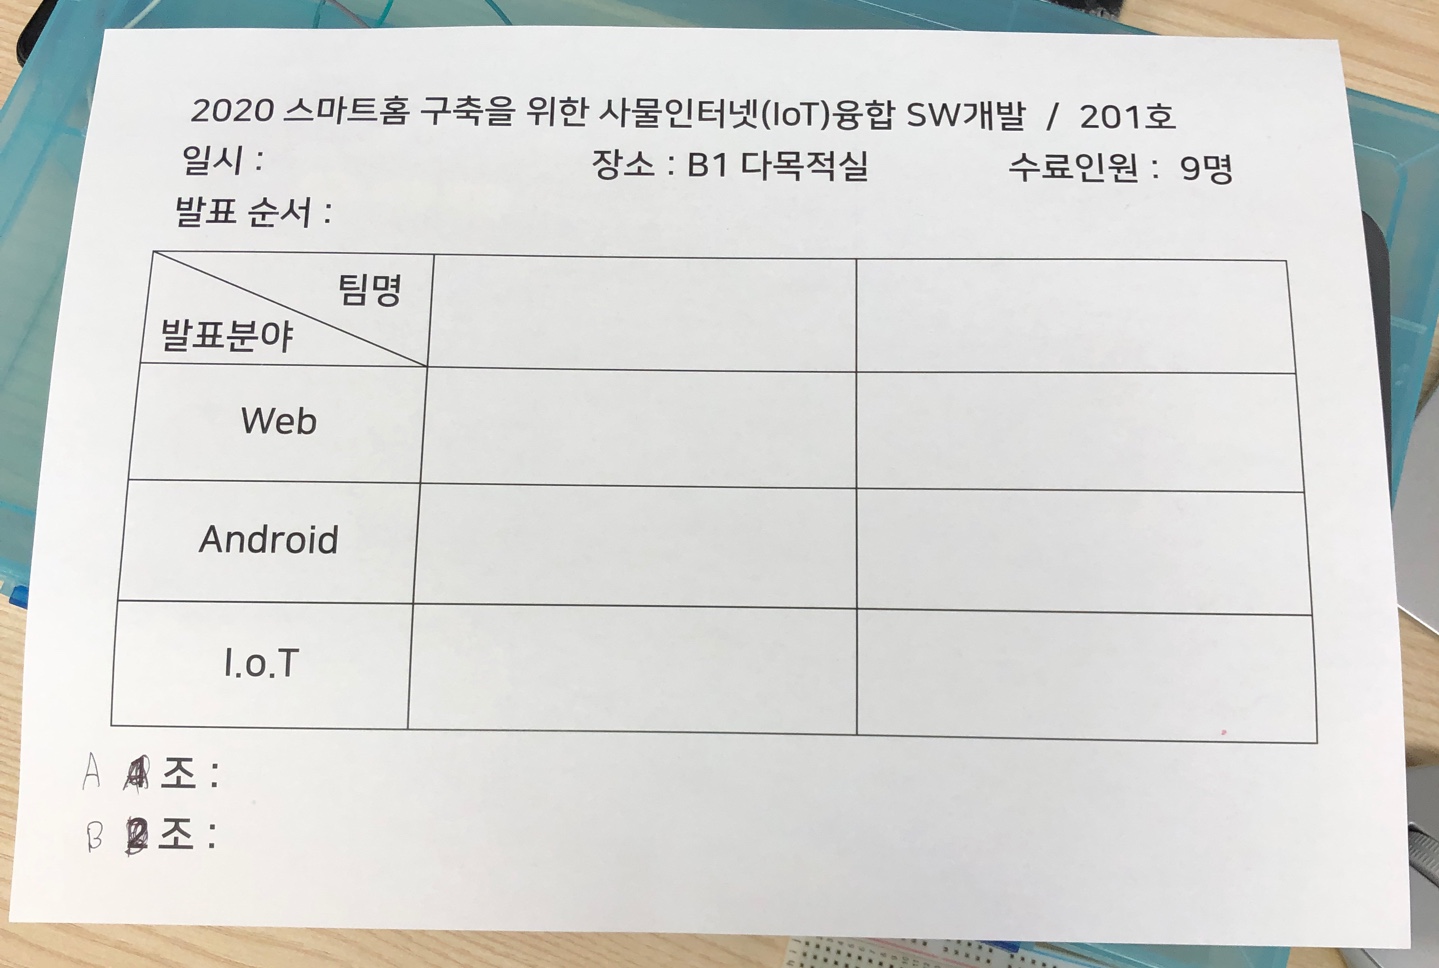 2020 스마트홈 구축을 위한 사물인터넷(IoT)융합 SW개발 / 201호
일시 : 장소 : B1 다목적실 수료인원 : 9명
발표 순서 :
팀명
발표분야
Web
Android
I.o.T
A 조 :
B 2조 :